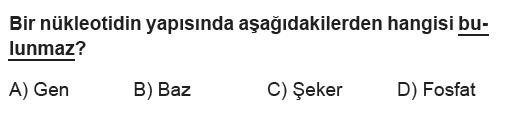 Bir nükleotidin yapısında aşağıdakilerden hangisi bu-
lunmaz?
A) Gen B) Baz C) Şeker D) Fosfat